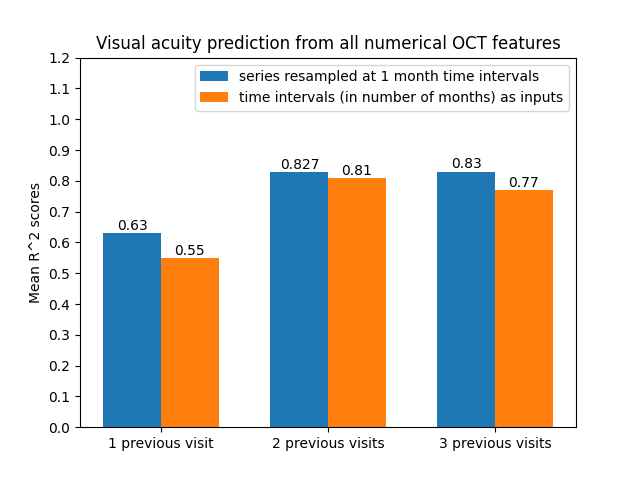 Visual acuity prediction from all numerical OCT features
series resampled at 1 month time intervals
time intervals (in number of months) as inputs
Mean R^2 scores
1.2
1.1
1.0
0.9
0.8
0.7
0.6
0.5
0.4
0.3
0.2
0.1
0.0
0.63
0.55
0.827
0.81
0.83
0.77
1 previous visit
2 previous visits
3 previous visits